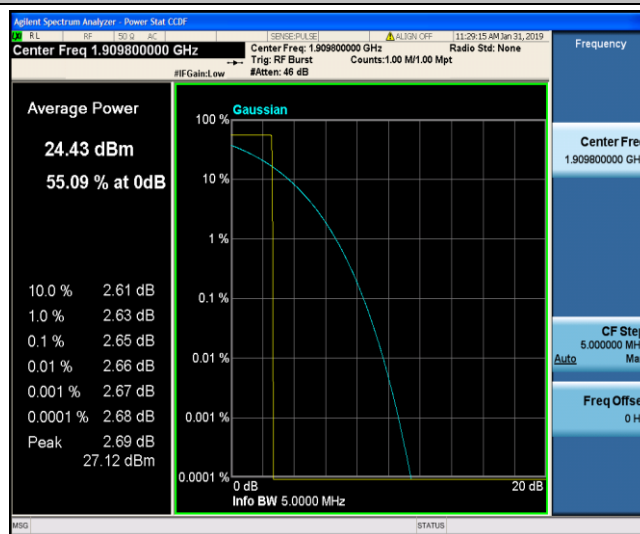 Agilent Spectrum Analyzer - Power Stat CCDF
RL RF 50 Ω AC SENSE:PULSE ALIGN OFF 11:29:15 AM Jan 31, 2019
Center Freq 1.909800000 GHz
Center Freq: 1.909800000 GHz Radio Std: None
Trig: RF Burst Counts:1.00 M/1.00 Mpt
#IFGain:Low #Atten: 46 dB
Frequency
Average Power
24.43 dBm
55.09 % at 0dB
10.0 % 2.61 dB
1.0 % 2.63 dB
0.1 % 2.65 dB
0.01 % 2.66 dB
0.001 % 2.67 dB
0.0001 % 2.68 dB
Peak 2.69 dB
27.12 dBm
Gaussian
100 %
10 %
1 %
0.1 %
0.01 %
0.001 %
0.0001 %
0 dB 20 dB
Info BW 5.0000 MHz
Center Fre
1.909800000 GH
CF Ste
5.000000 MH
Auto Ma
Freq Offse
0 H
MSG STATUS